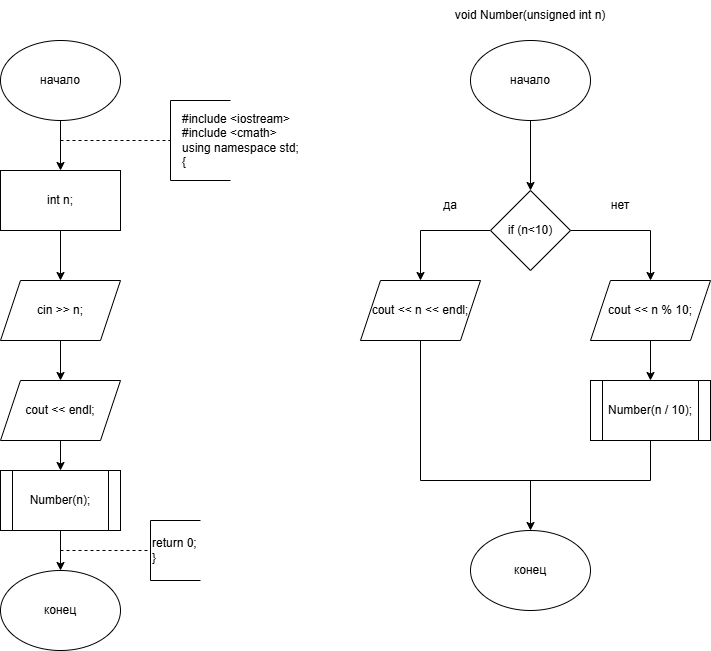 void Number(unsigned int n)
начало
#include <iostream>
#include <cmath>
using namespace std;
{
int n;
cin >> n;
cout << endl;
Number(n);
return 0;
}
конец
начало
да
нет
if (n<10)
cout << n << endl;
cout << n % 10;
Number(n / 10);
конец